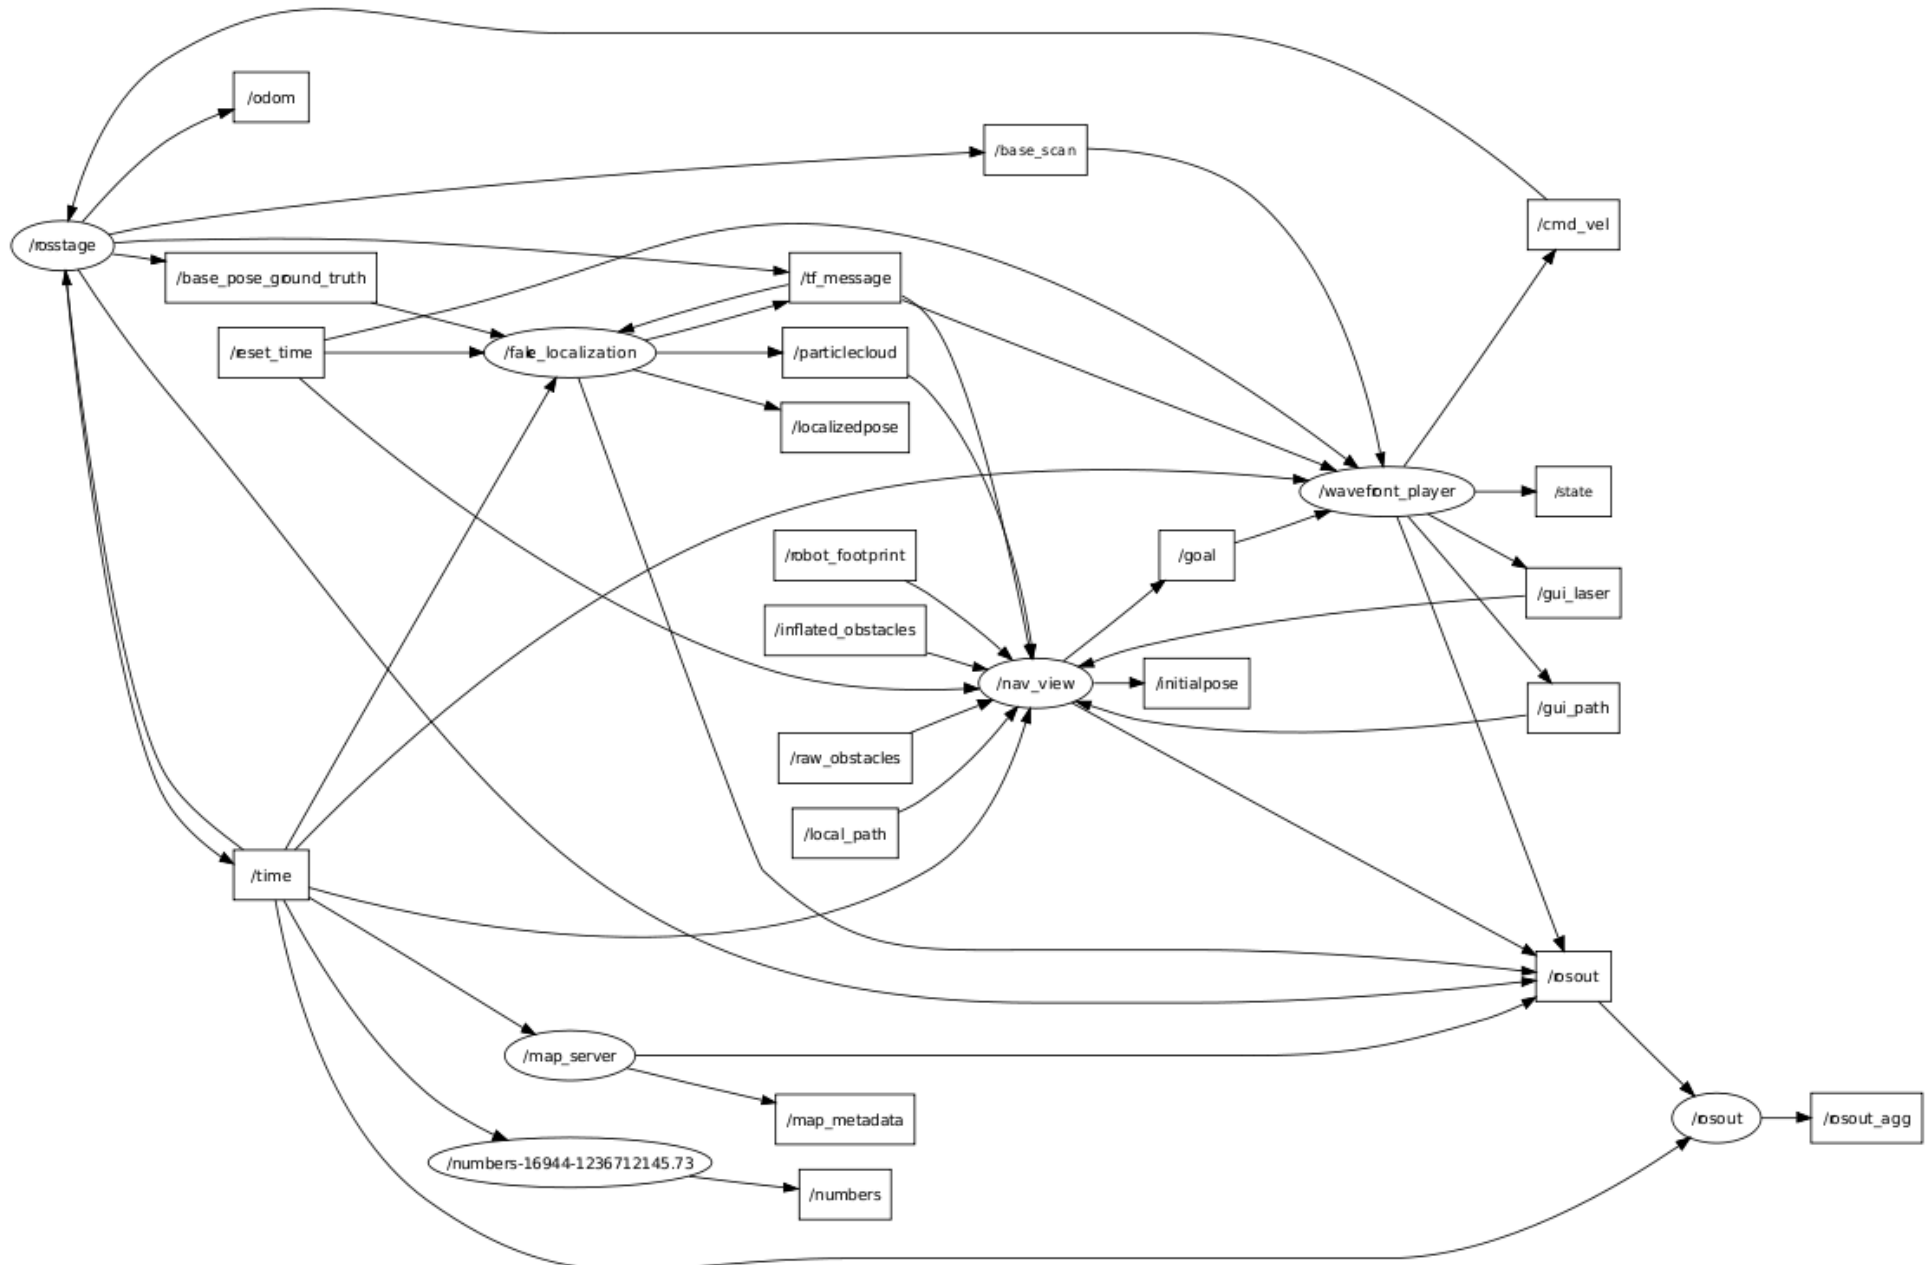 /odom
/base_scan
/cmd_vel
/rosstage
/base_pose_ground_truth
/tf_message
/reset_time
/fake_localization
/particlecloud
/localizedpose
/wavefront_player
/state
/robot_footprint
/goal
/gui_laser
/inflated_obstacles
/nav_view
/initialpose
/gui_path
/raw_obstacles
/local_path
/time
/rosout
/map_server
/map_metadata
/rosout
/rosout_agg
/numbers-16944-1236712145.73
/numbers